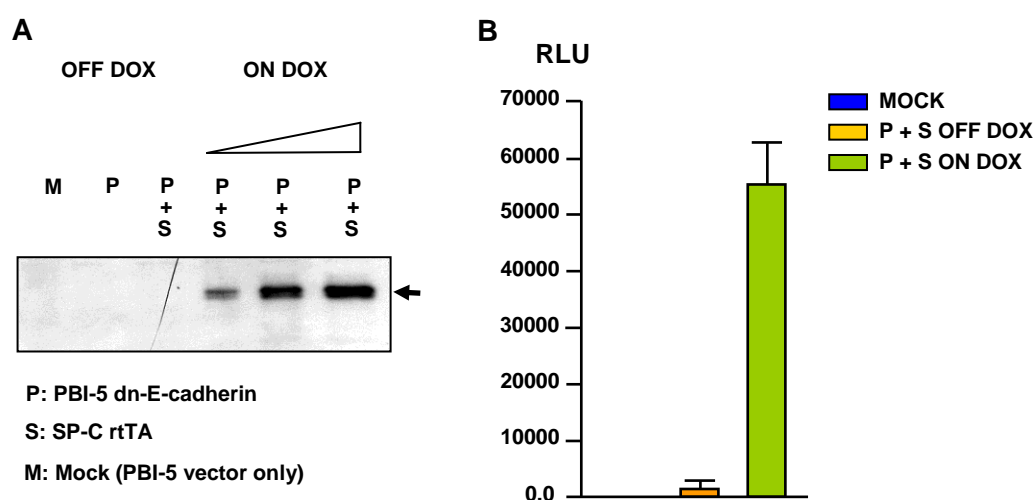 A
OFF DOX ON DOX
M P P + S P + S P + S P + S
P: PBI-5 dn-E-cadherin
S: SP-C rtTA
M: Mock (PBI-5 vector only)
B
RLU
70000
60000
50000
40000
30000
20000
10000
0.0
MOCK
P + S OFF DOX
P + S ON DOX